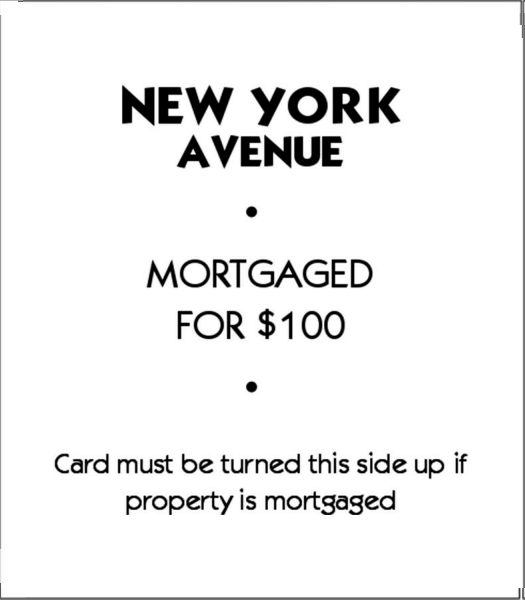 NEW YORK
AVENUE
•
MORTGAGED
FOR $100
•
Card must be turned this side up if
property is mortgaged